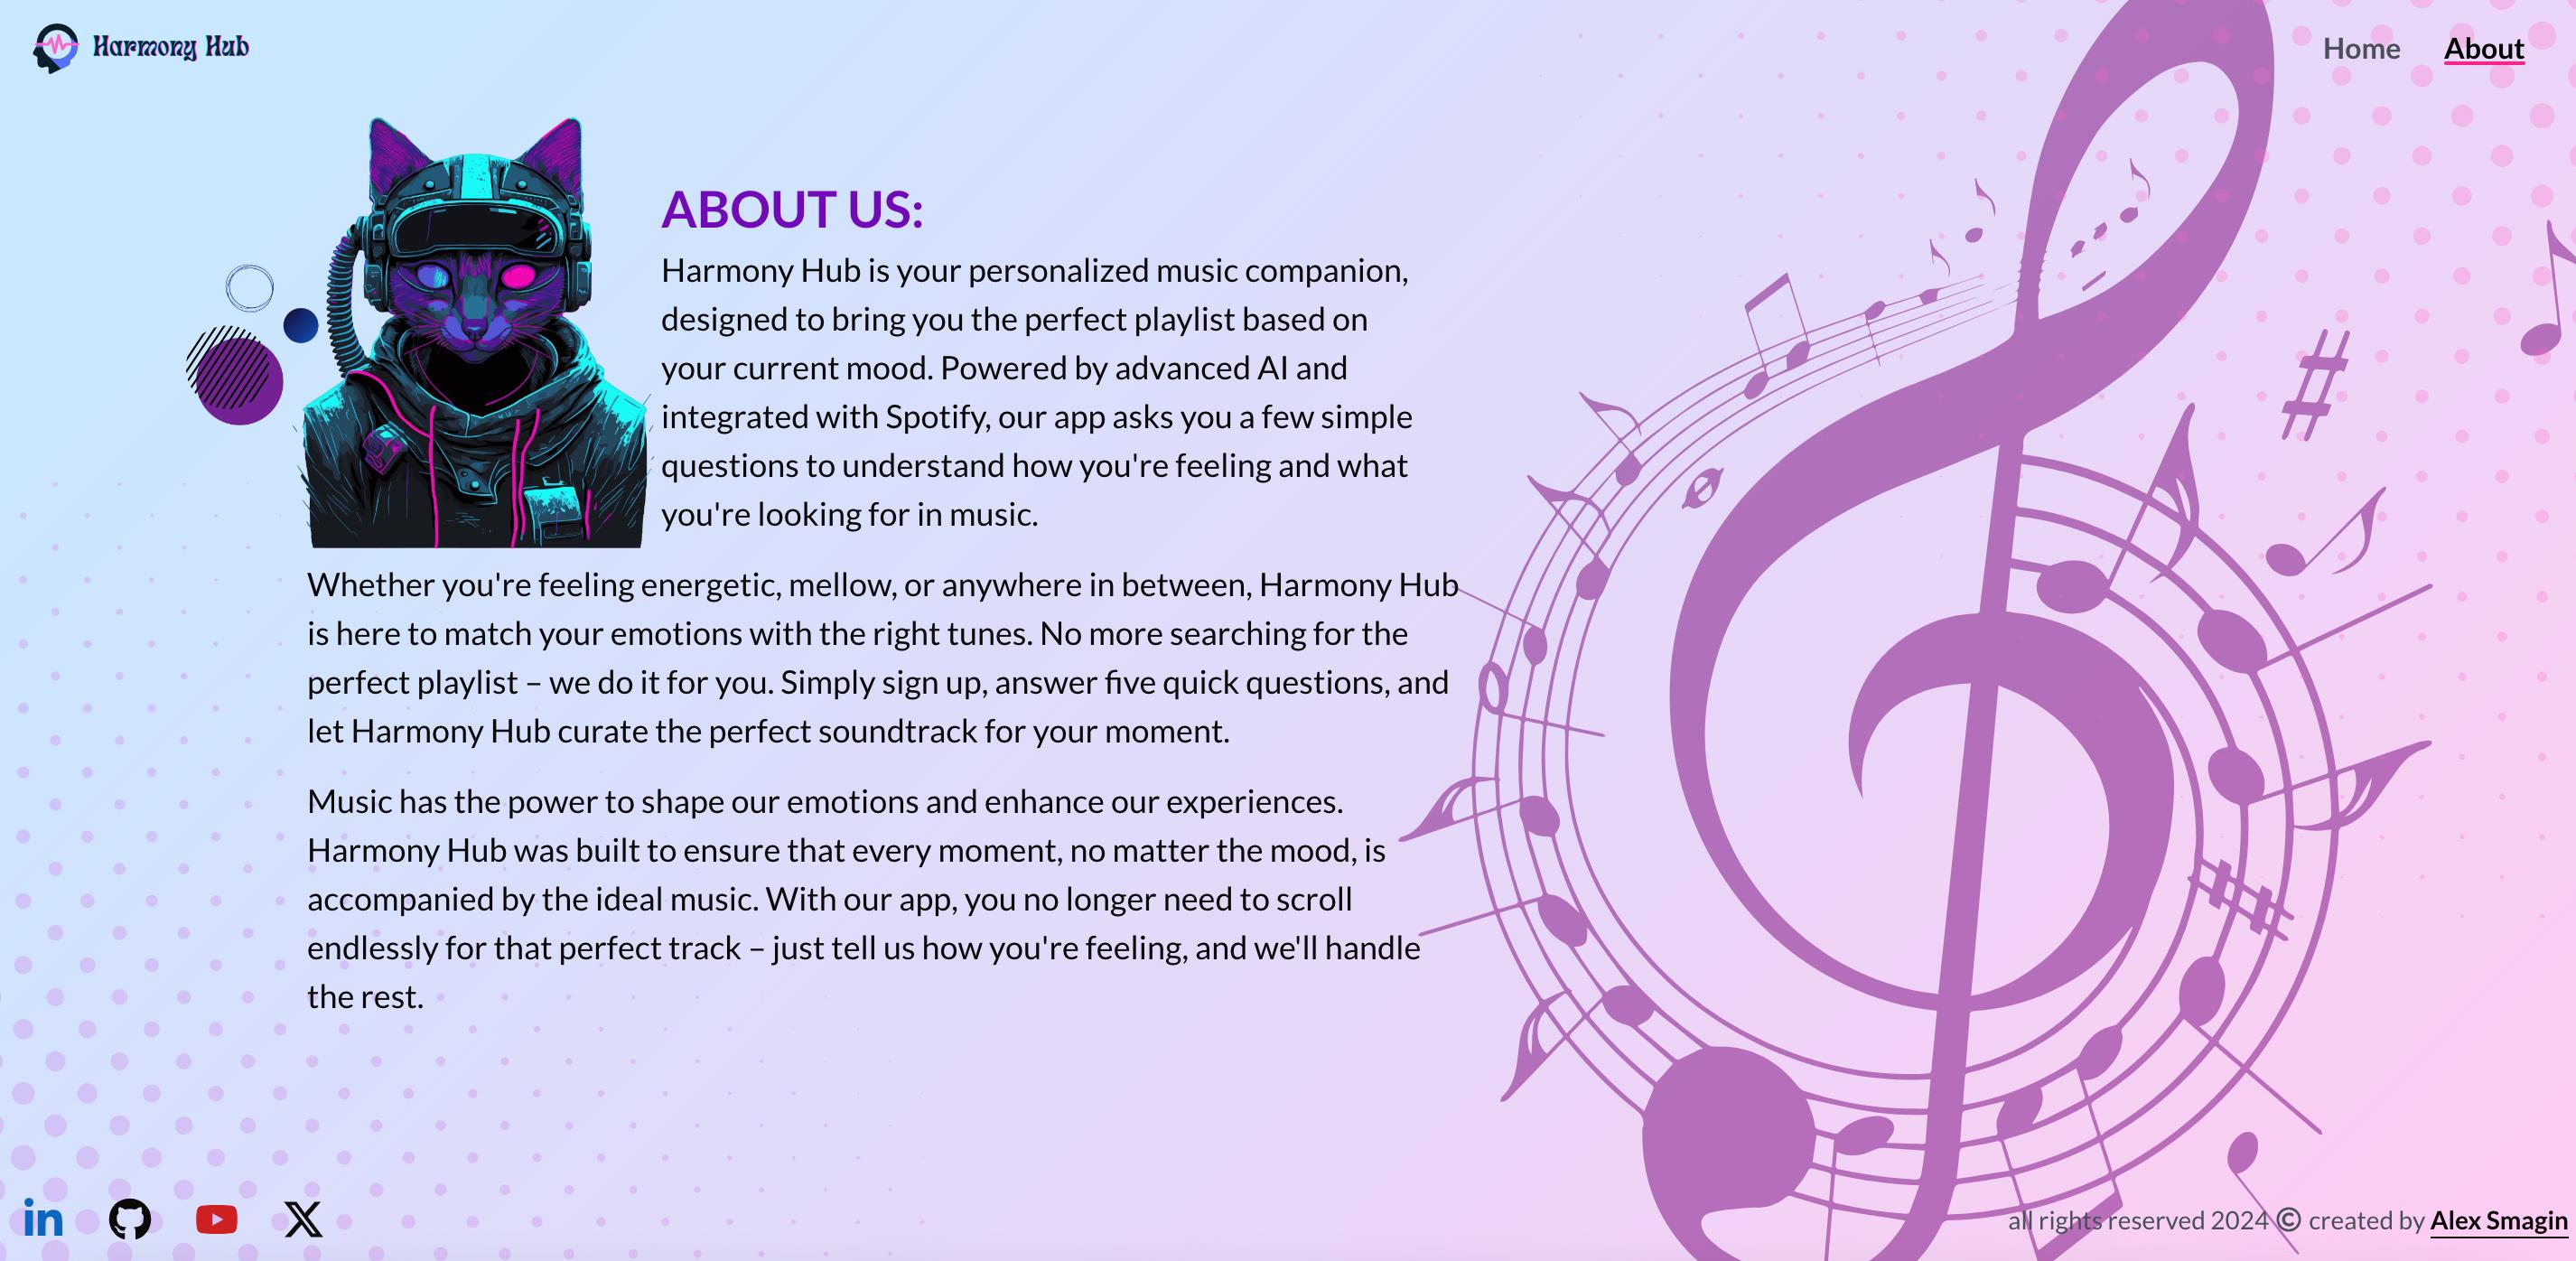 Harmony Hub
Home
About
ABOUT US:
Harmony Hub is your personalized music companion,
designed to bring you the perfect playlist based on
your current mood. Powered by advanced AI and
integrated with Spotify, our app asks you a few simple
questions to understand how you're feeling and what
you're looking for in music.
Whether you're feeling energetic, mellow, or anywhere in between, Harmony Hub
is here to match your emotions with the right tunes. No more searching for the
perfect playlist – we do it for you. Simply sign up, answer five quick questions, and
let Harmony Hub curate the perfect soundtrack for your moment.
Music has the power to shape our emotions and enhance our experiences.
Harmony Hub was built to ensure that every moment, no matter the mood, is
accompanied by the ideal music. With our app, you no longer need to scroll
endlessly for that perfect track – just tell us how you're feeling, and we'll handle
the rest.
in
X
all rights reserved 2024 © created by Alex Smagin